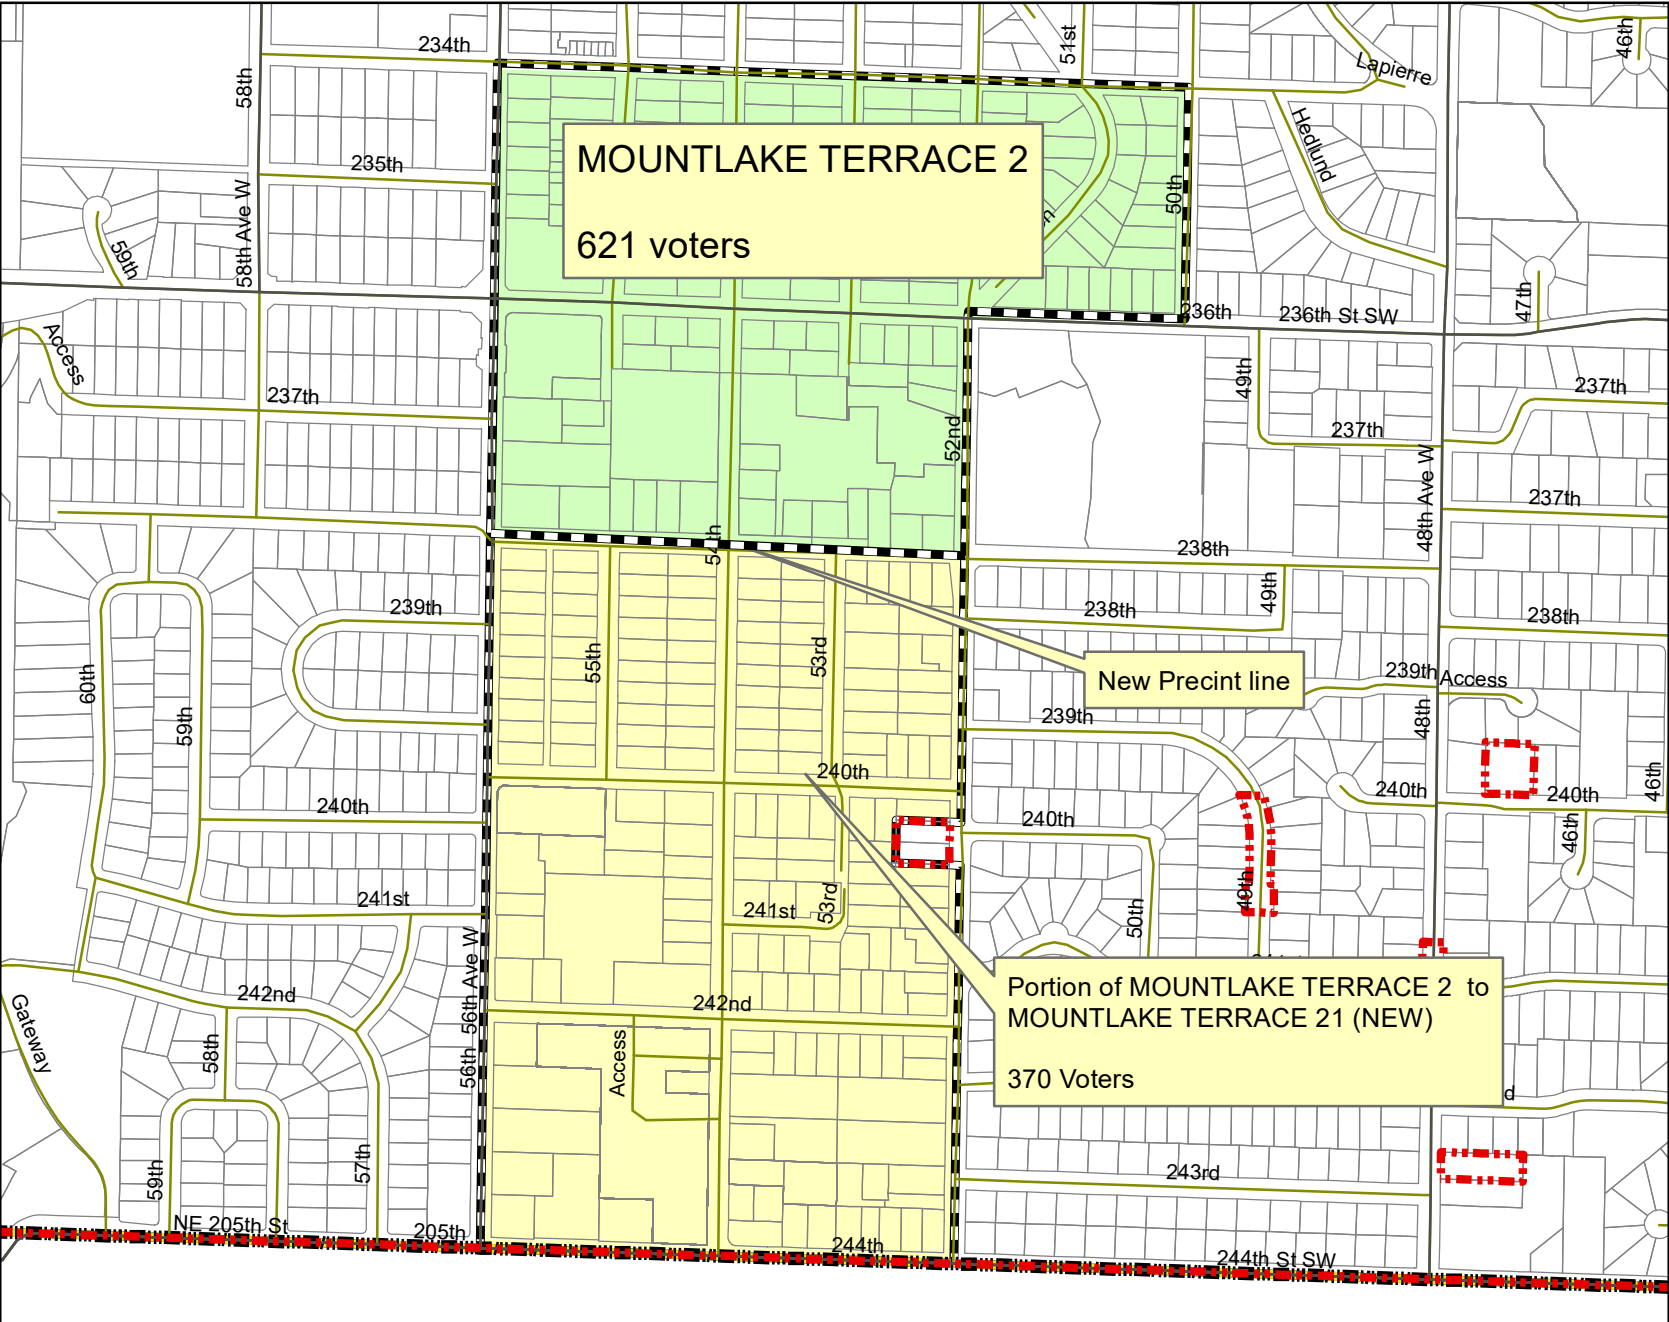 234th
51st
46th
Lapierre
58th
Hedlund
235th
MOUNTLAKE TERRACE 2
621 voters
58th Ave W
50th
59th
47th
236th
236th St SW
Access
49th
237th
237th
237th
52nd
48th Ave W
237th
54th
238th
49th
239th
238th
238th
60th
55th
53rd
59th
New Precint line
239th
Access
239th
48th
240th
46th
240th
240th
240th
240th
46th
49th
241st
241st
53rd
50th
56th Ave W
242nd
242nd
Portion of MOUNTLAKE TERRACE 2 to
MOUNTLAKE TERRACE 21 (NEW)
370 Voters
Gateway
58th
56th
Access
d
59th
57th
243rd
NE 205th St
205th
244th
244th St SW